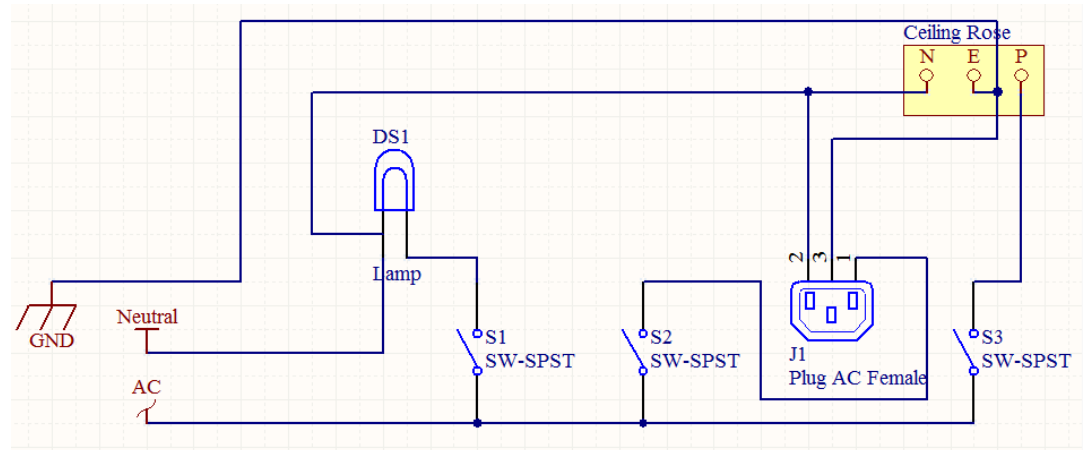 Ceiling Rose
N E P
DS1
Lamp
2 3 1
GND
Neutral
AC
S1
SW-SPST
S2
SW-SPST
J1
Plug AC Female
S3
SW-SPST